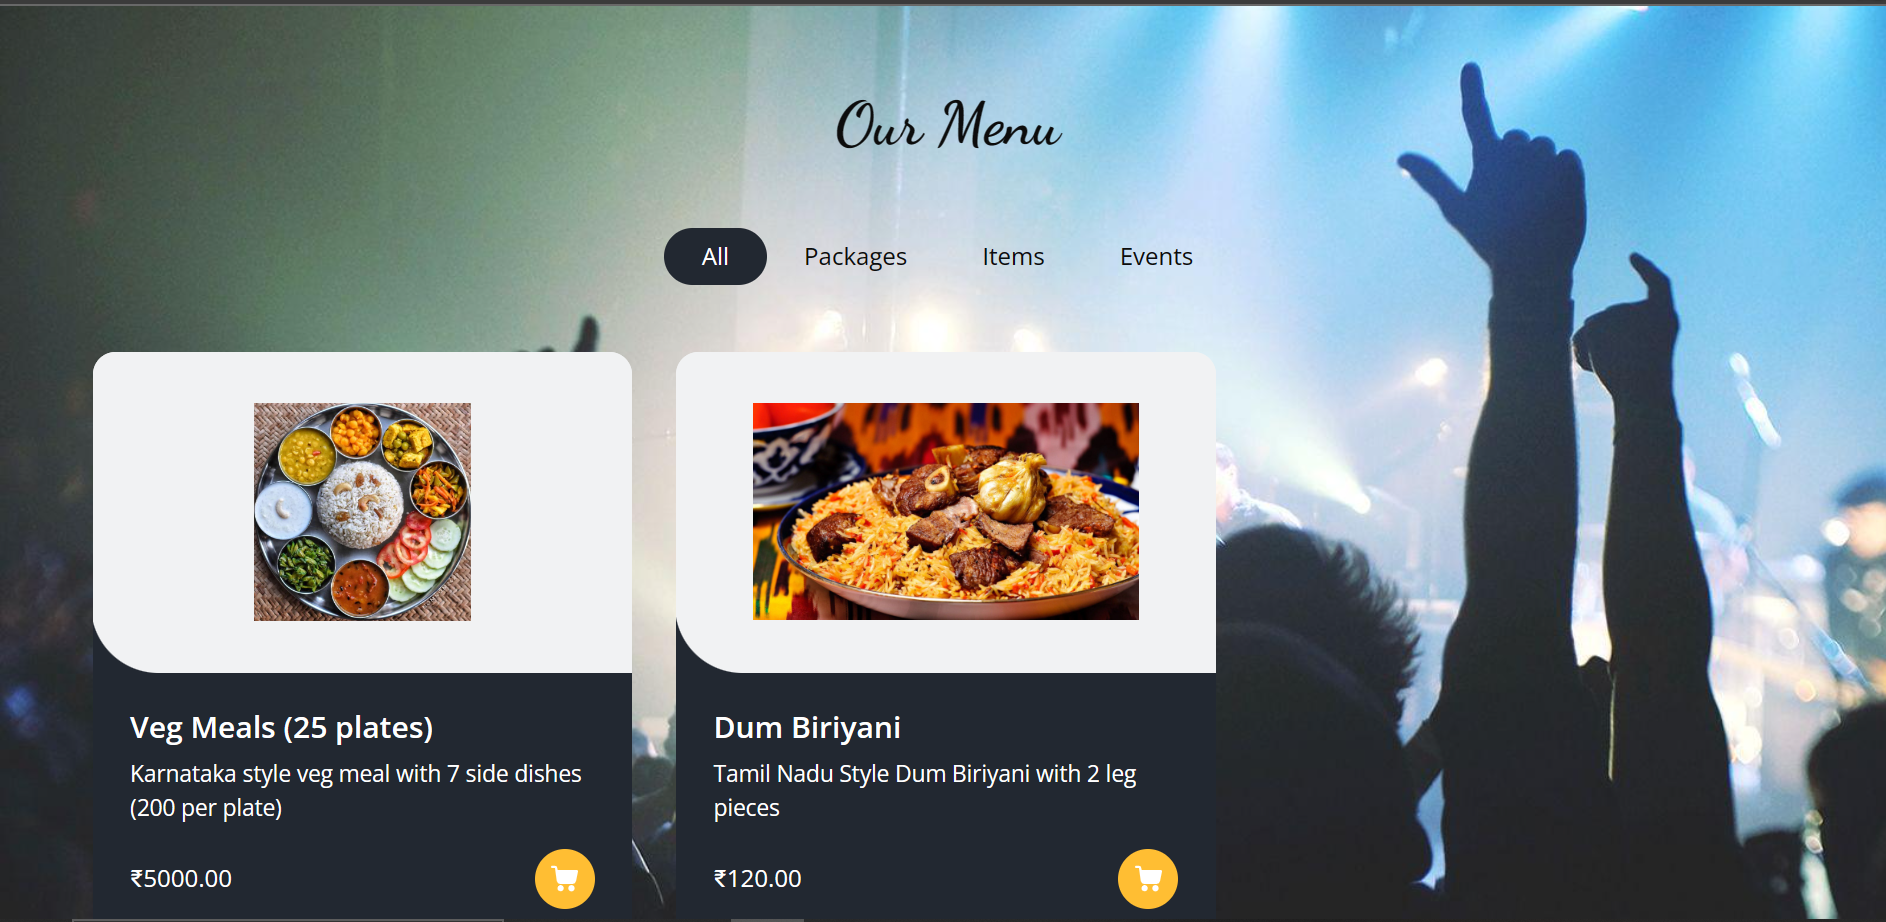 Our Menu
All Packages Items Events
Veg Meals (25 plates)
Karnataka style veg meal with 7 side dishes
(200 per plate)
₹5000.00
Dum Biriyani
Tamil Nadu Style Dum Biriyani with 2 leg
pieces
₹120.00